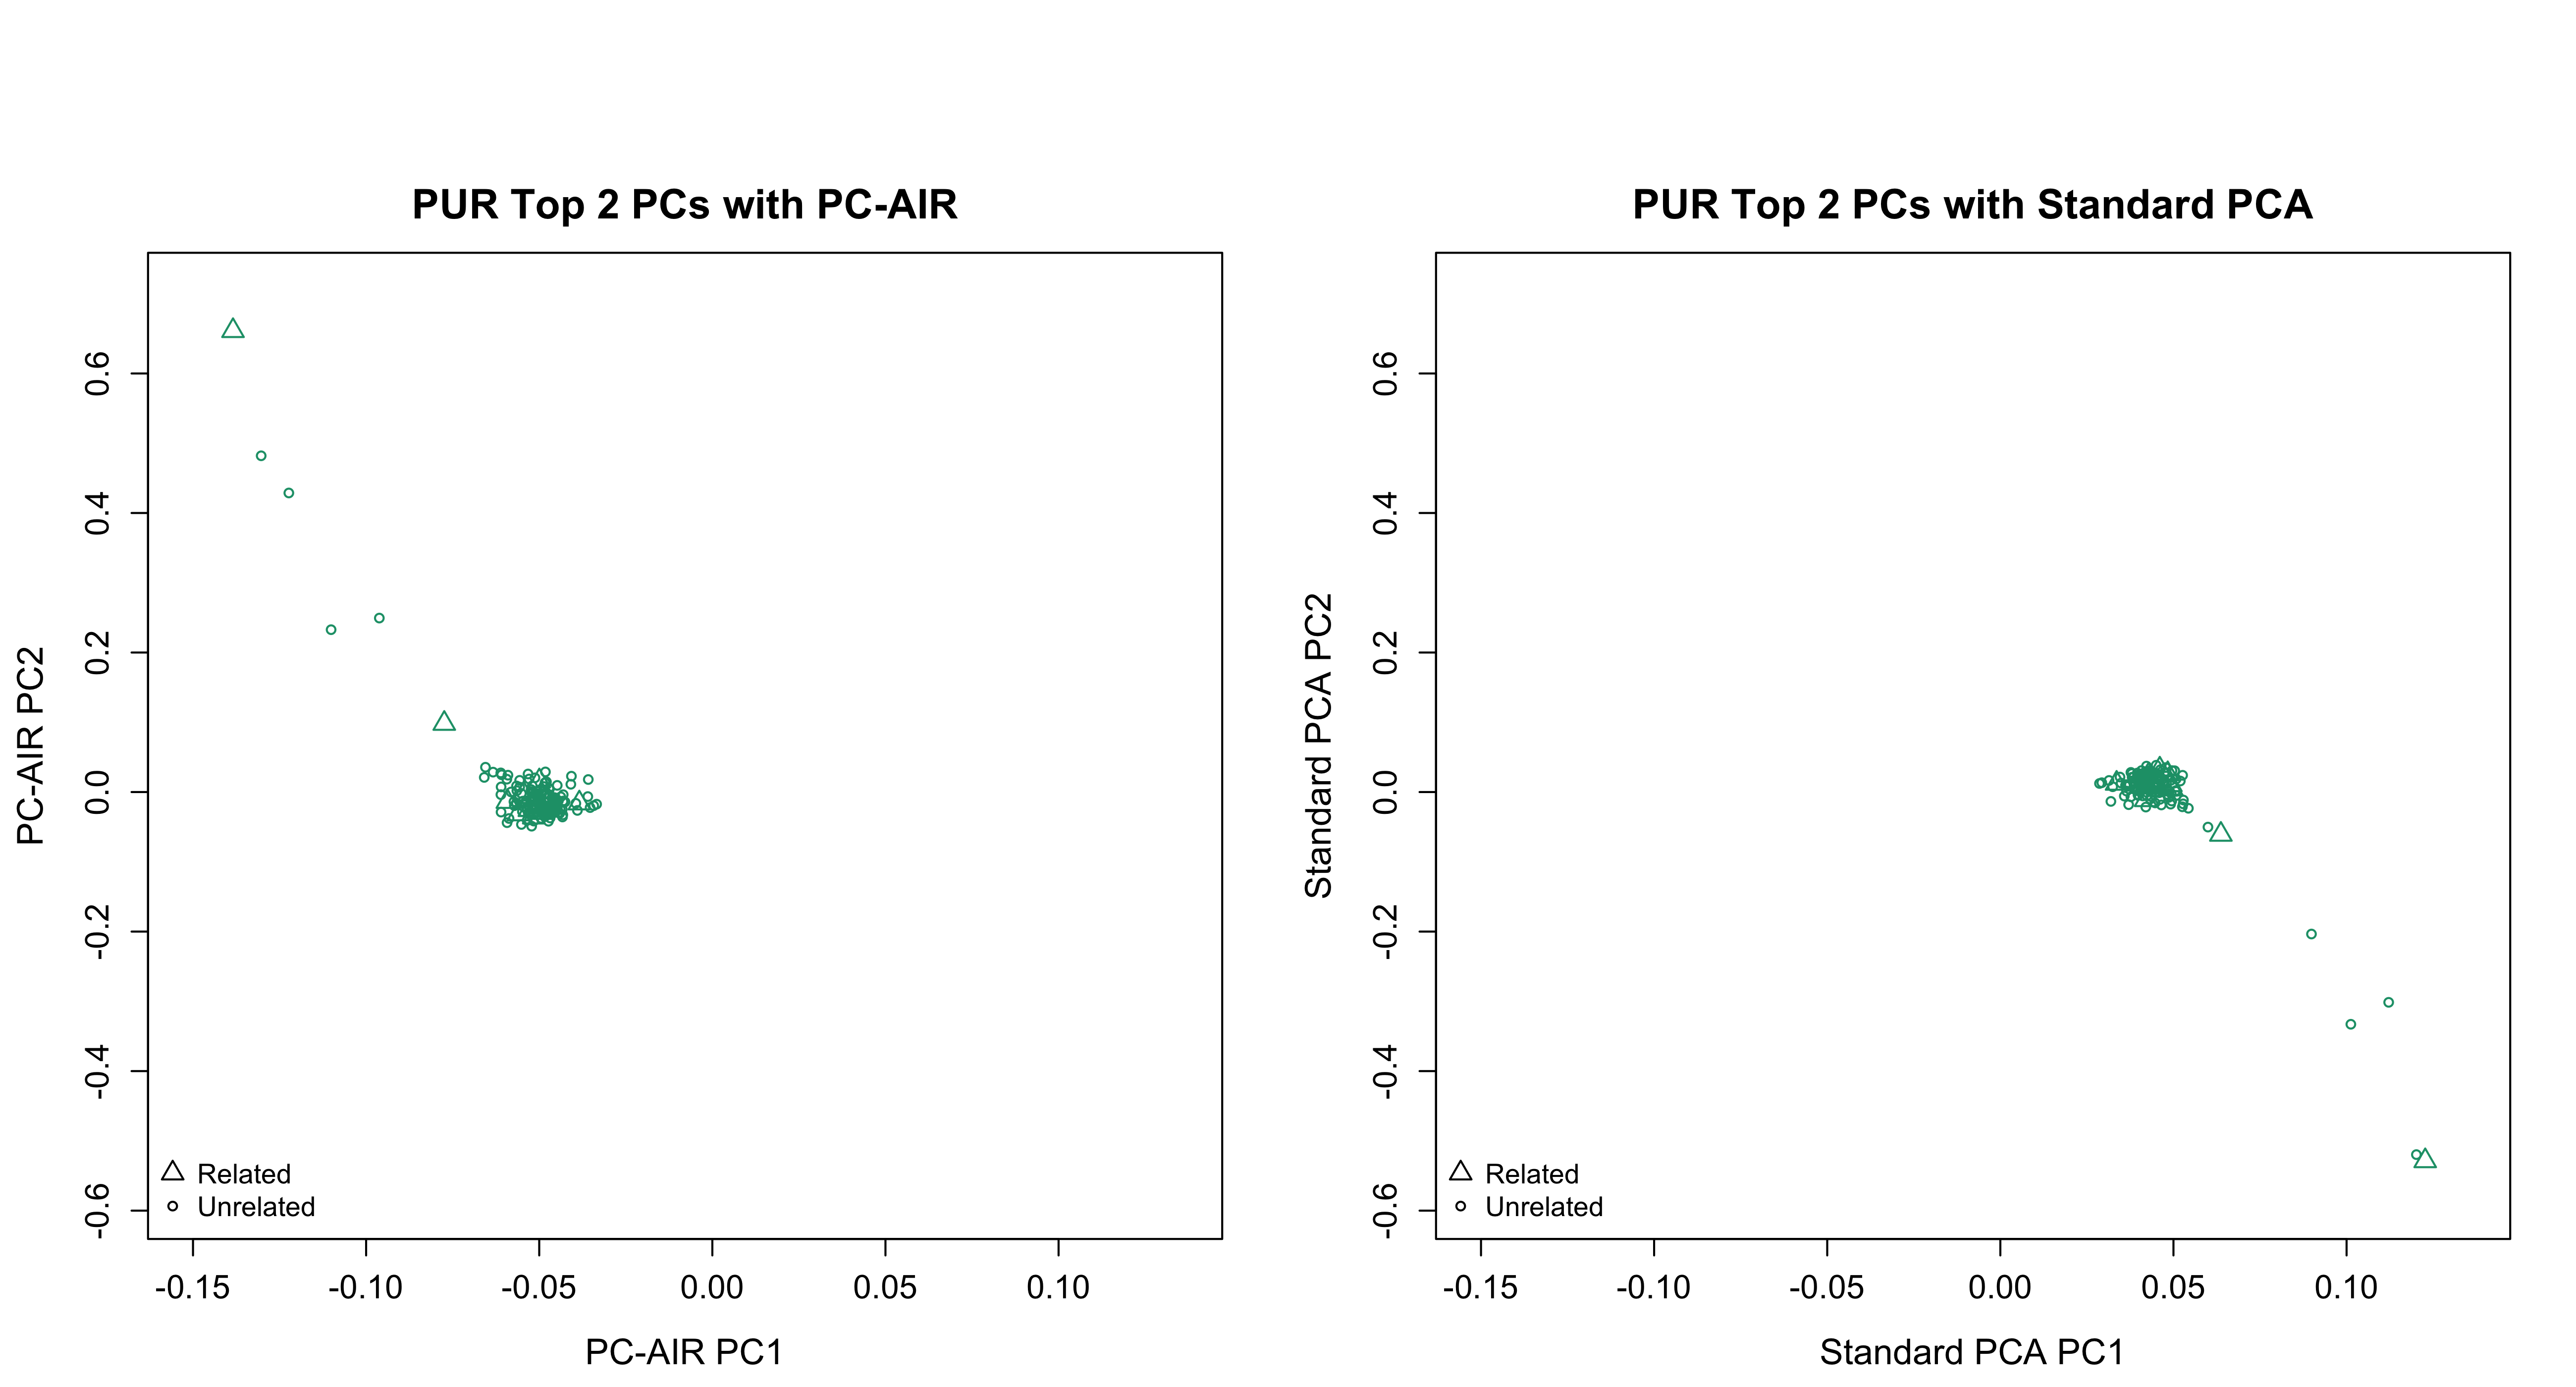 PUR Top 2 PCs with PC-AIR
PC-AIR PC2
0.6
0.4
0.2
0.0
-0.2
-0.4
-0.6
Related
Unrelated
-0.15 -0.10 -0.05 0.00 0.05 0.10
PC-AIR PC1
PUR Top 2 PCs with Standard PCA
Standard PCA PC2
0.6
0.4
0.2
0.0
-0.2
-0.4
-0.6
Related
Unrelated
-0.15 -0.10 -0.05 0.00 0.05 0.10
Standard PCA PC1